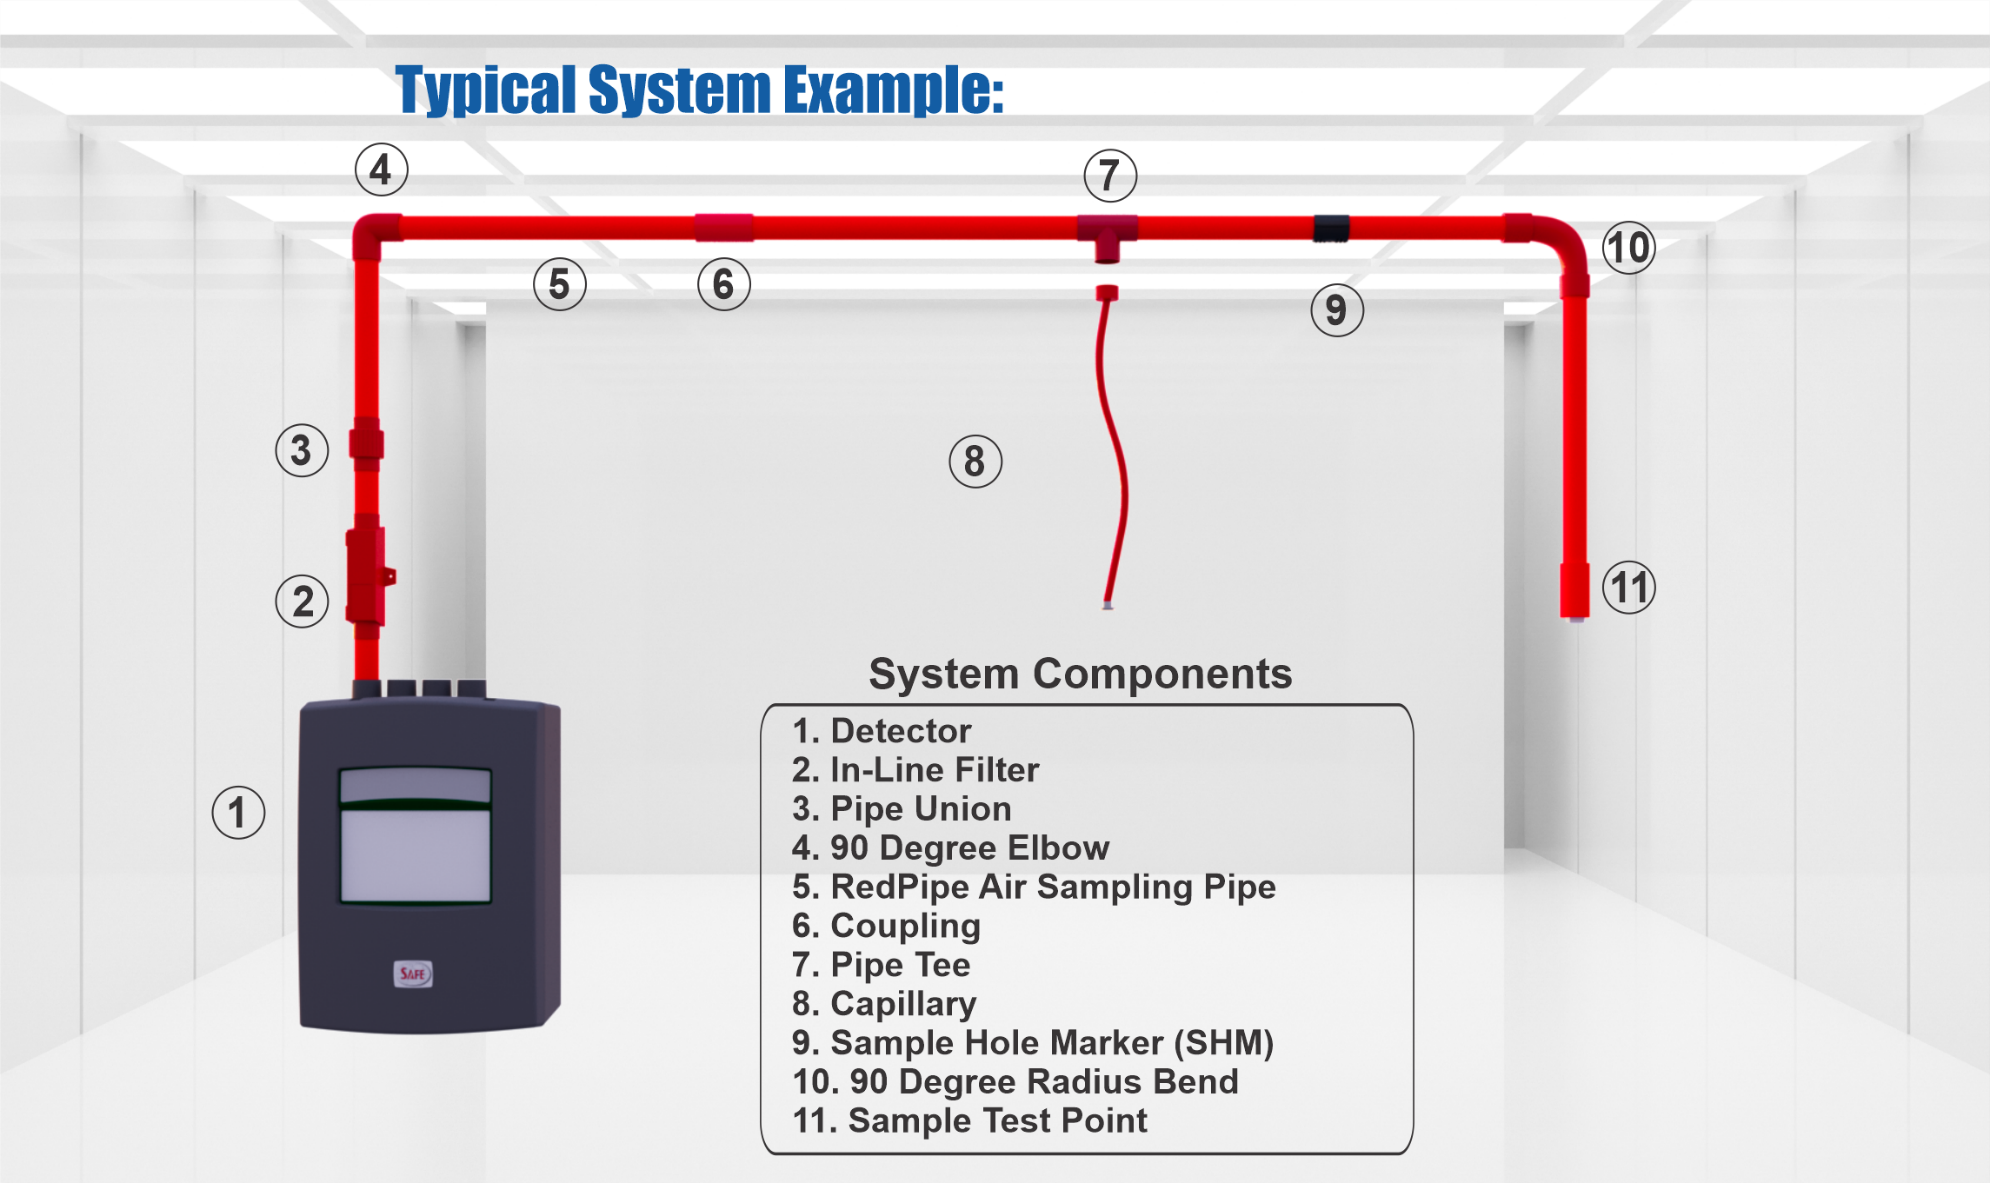 Typical System Example:
4
7
10
5
6
9
3
8
2
11
1
SAFE
System Components
1. Detector
2. In-Line Filter
3. Pipe Union
4. 90 Degree Elbow
5. RedPipe Air Sampling Pipe
6. Coupling
7. Pipe Tee
8. Capillary
9. Sample Hole Marker (SHM)
10. 90 Degree Radius Bend
11. Sample Test Point